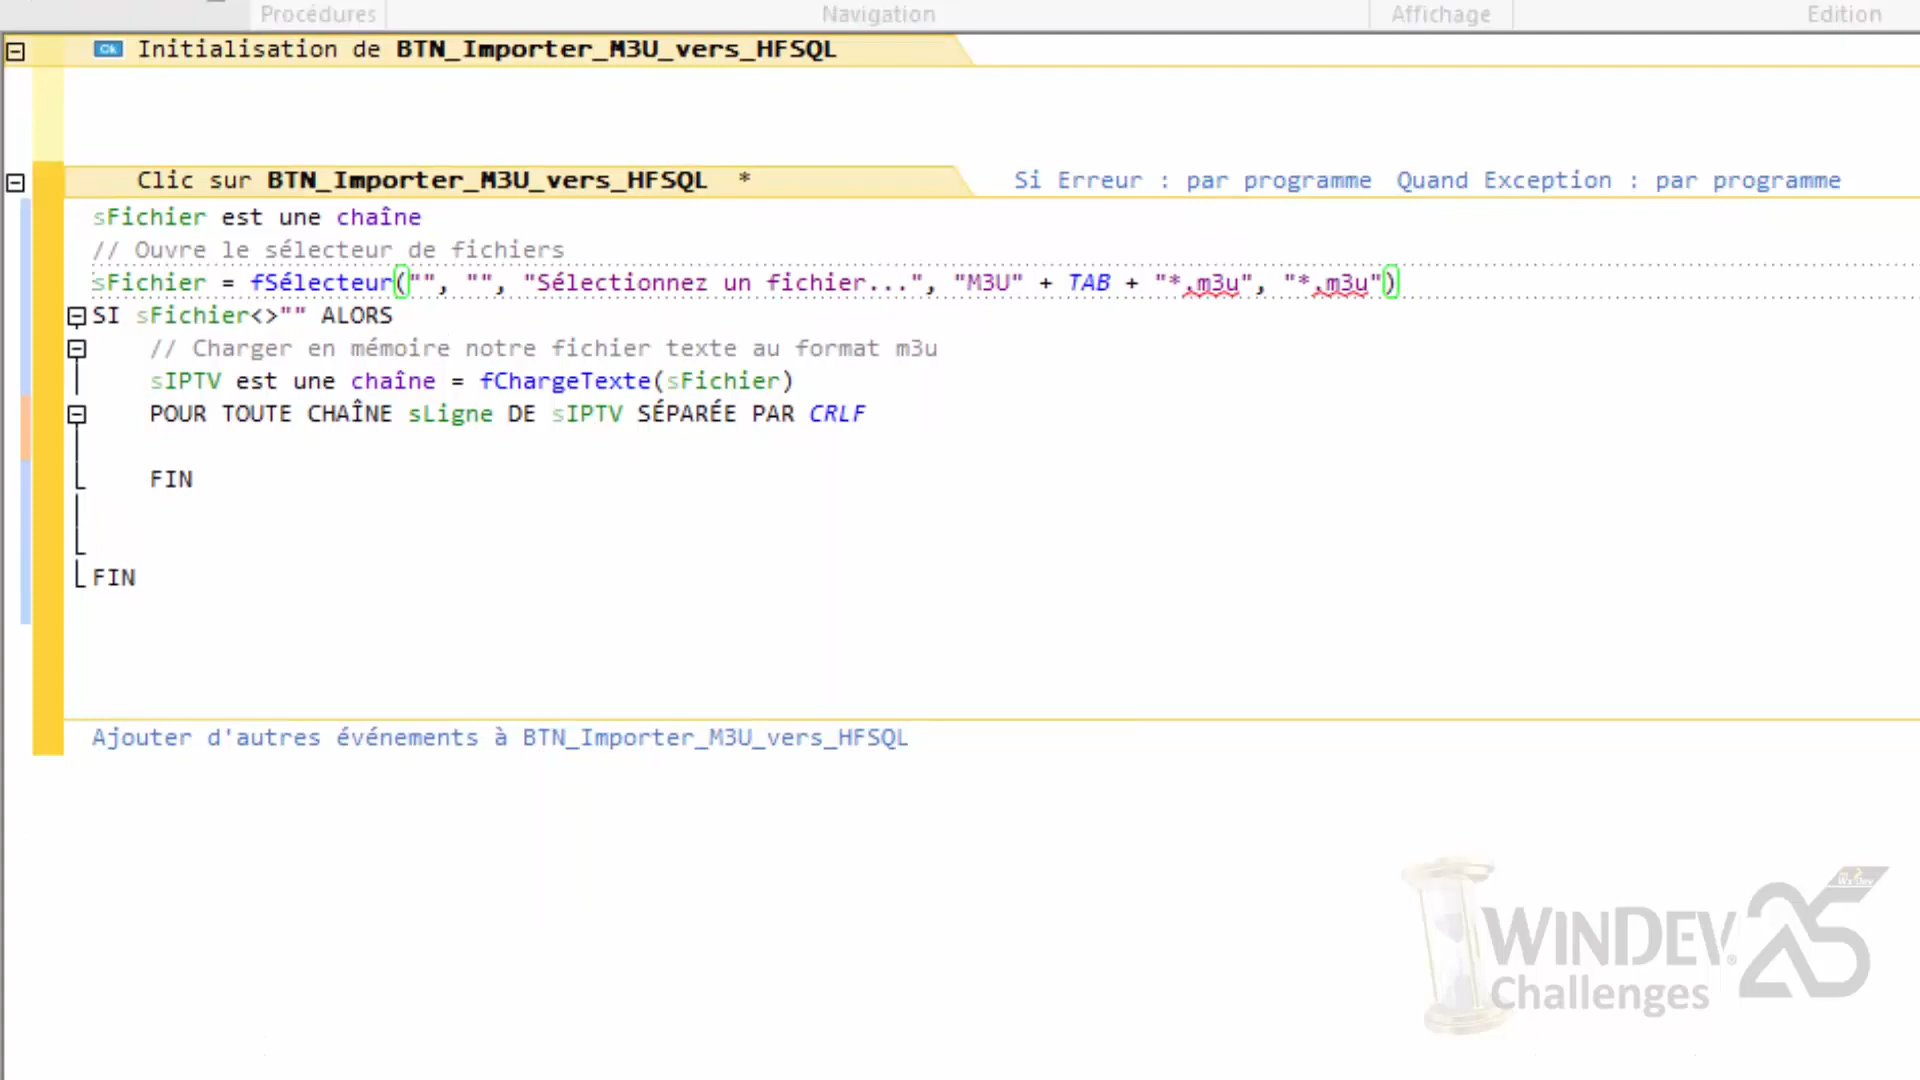 Procédures Navigation Affichage Edition
Ok Initialisation de BTN_Importer_M3U_vers_HFSQL
Clic sur BTN_Importer_M3U_vers_HFSQL * Si Erreur : par programme Quand Exception : par programme
sFichier est une chaîne
// Ouvre le sélecteur de fichiers
sFichier = fSélecteur("", "", "Sélectionnez un fichier...", "M3U" + TAB + "*.m3u", "*.m3u")
SI sFichier<>"" ALORS
// Charger en mémoire notre fichier texte au format m3u
sIPTV est une chaîne = fChargeTexte(sFichier)
POUR TOUTE CHAÎNE sLigne DE sIPTV SÉPARÉE PAR CRLF
FIN
FIN
Ajouter d'autres événements à BTN_Importer_M3U_vers_HFSQL
WINDEV® 25
Challenges